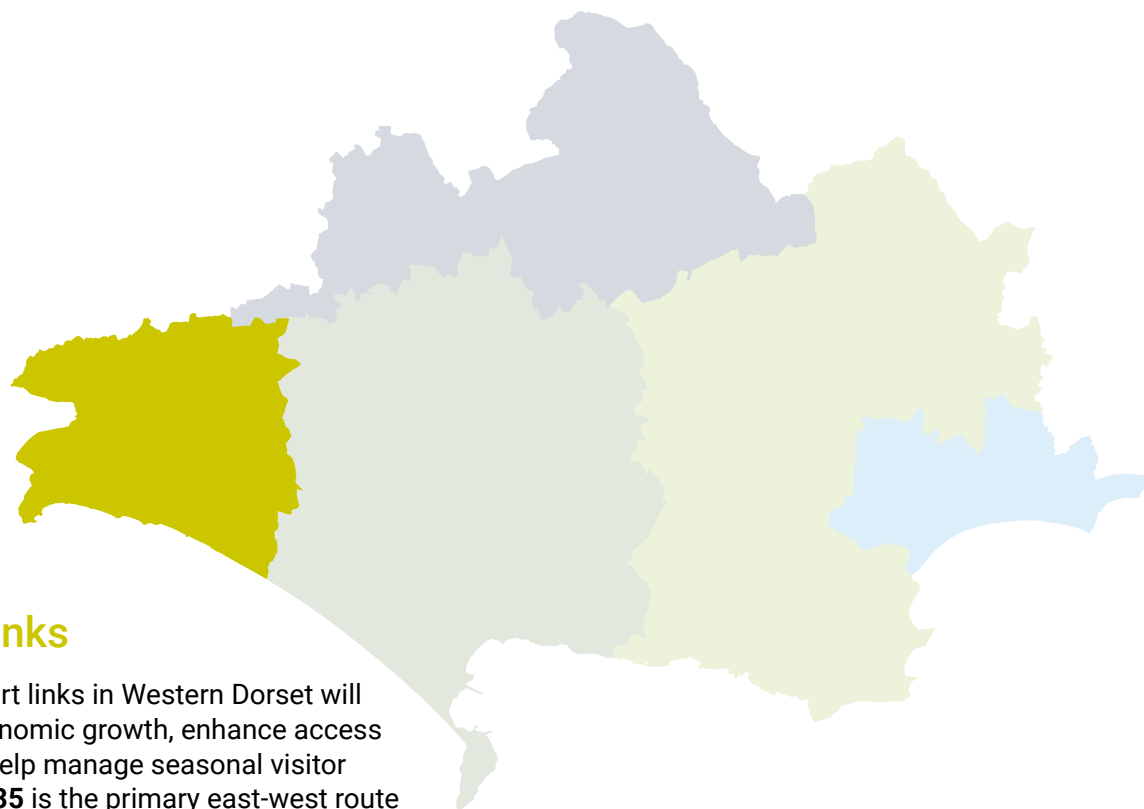 nks
rt links in Western Dorset will
nomic growth, enhance access
elp manage seasonal visitor
35 is the primary east-west route